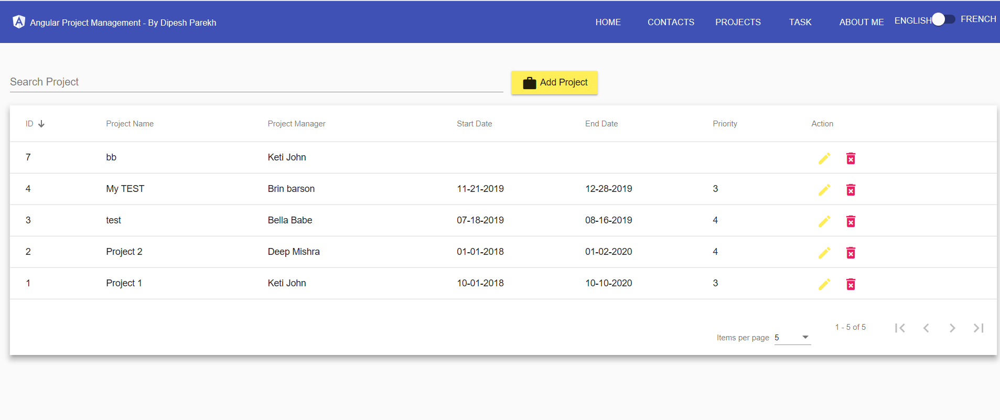 Angular Project Management - By Dipesh Parekh HOME CONTACTS PROJECTS TASK ABOUT ME ENGLISH FRENCH
Search Project Add Project
ID Project Name Project Manager Start Date End Date Priority Action
7 bb Keti John
4 My TEST Brin barson 11-21-2019 12-28-2019 3
3 test Bella Babe 07-18-2019 08-16-2019 4
2 Project 2 Deep Mishra 01-01-2018 01-02-2020 4
1 Project 1 Keti John 10-01-2018 10-10-2020 3
Items per page 5 1 - 5 of 5